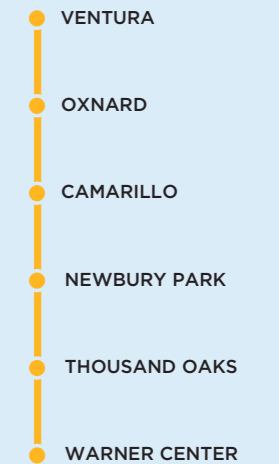 VENTURA
OXNARD
CAMARILLO
NEWBURY PARK
THOUSAND OAKS
WARNER CENTER